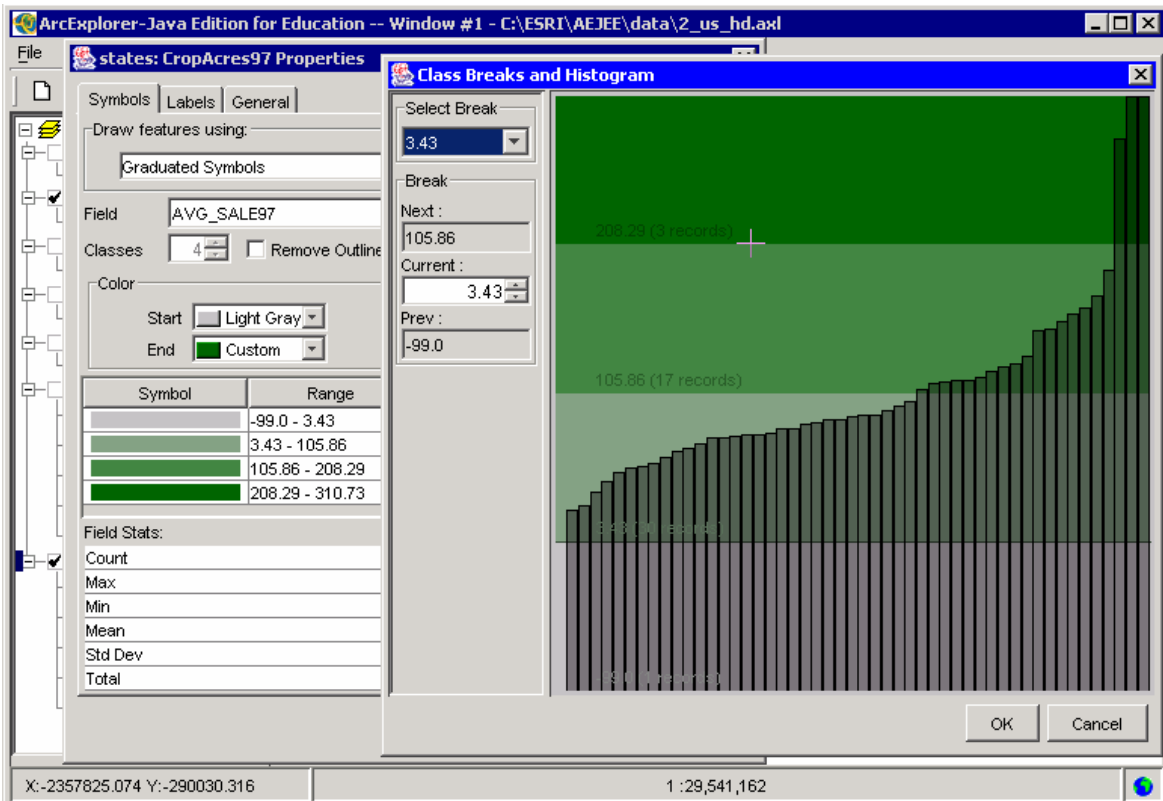 ArcExplorer-Java Edition for Education -- Window #1 - C:\ESRI\AEJEE\data\2_us_hd.axl
File
states: CropAcres97 Properties
Symbols Labels General
Draw features using:
Graduated Symbols
Field AVG_SALE97
Classes 4 Remove Outline
Color
Start Light Gray
End Custom
Symbol Range
-99.0 - 3.43
3.43 - 105.86
105.86 - 208.29
208.29 - 310.73
Field Stats:
Count
Max
Min
Mean
Std Dev
Total
Class Breaks and Histogram
Select Break
3.43
Break
Next :
105.86
Current :
3.43
Prev :
-99.0
208.29 (3 records)
105.86 (17 records)
3.43 (30 records)
OK Cancel
X:-2357825.074 Y:-290030.316
1 :29,541,162